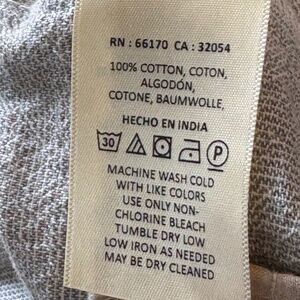 RN : 66170 CA : 32054
100% COTTON, COTON,
ALGODÓN,
COTONE, BAUMWOLLE,
HECHO EN INDIA
30 P
MACHINE WASH COLD
WITH LIKE COLORS
USE ONLY NON-
CHLORINE BLEACH
TUMBLE DRY LOW
LOW IRON AS NEEDED
MAY BE DRY CLEANED